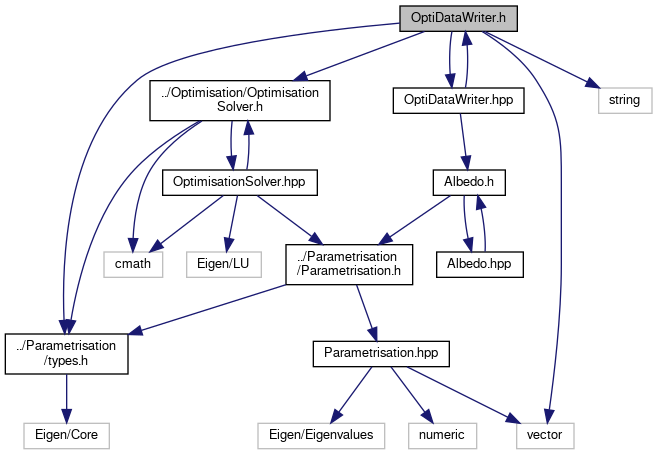 OptiDataWriter.h
../Optimisation/Optimisation
Solver.h
OptiDataWriter.hpp
string
OptimisationSolver.hpp
Albedo.h
cmath
Eigen/LU
../Parametrisation
/Parametrisation.h
Albedo.hpp
../Parametrisation
/types.h
Parametrisation.hpp
Eigen/Core
Eigen/Eigenvalues
numeric
vector